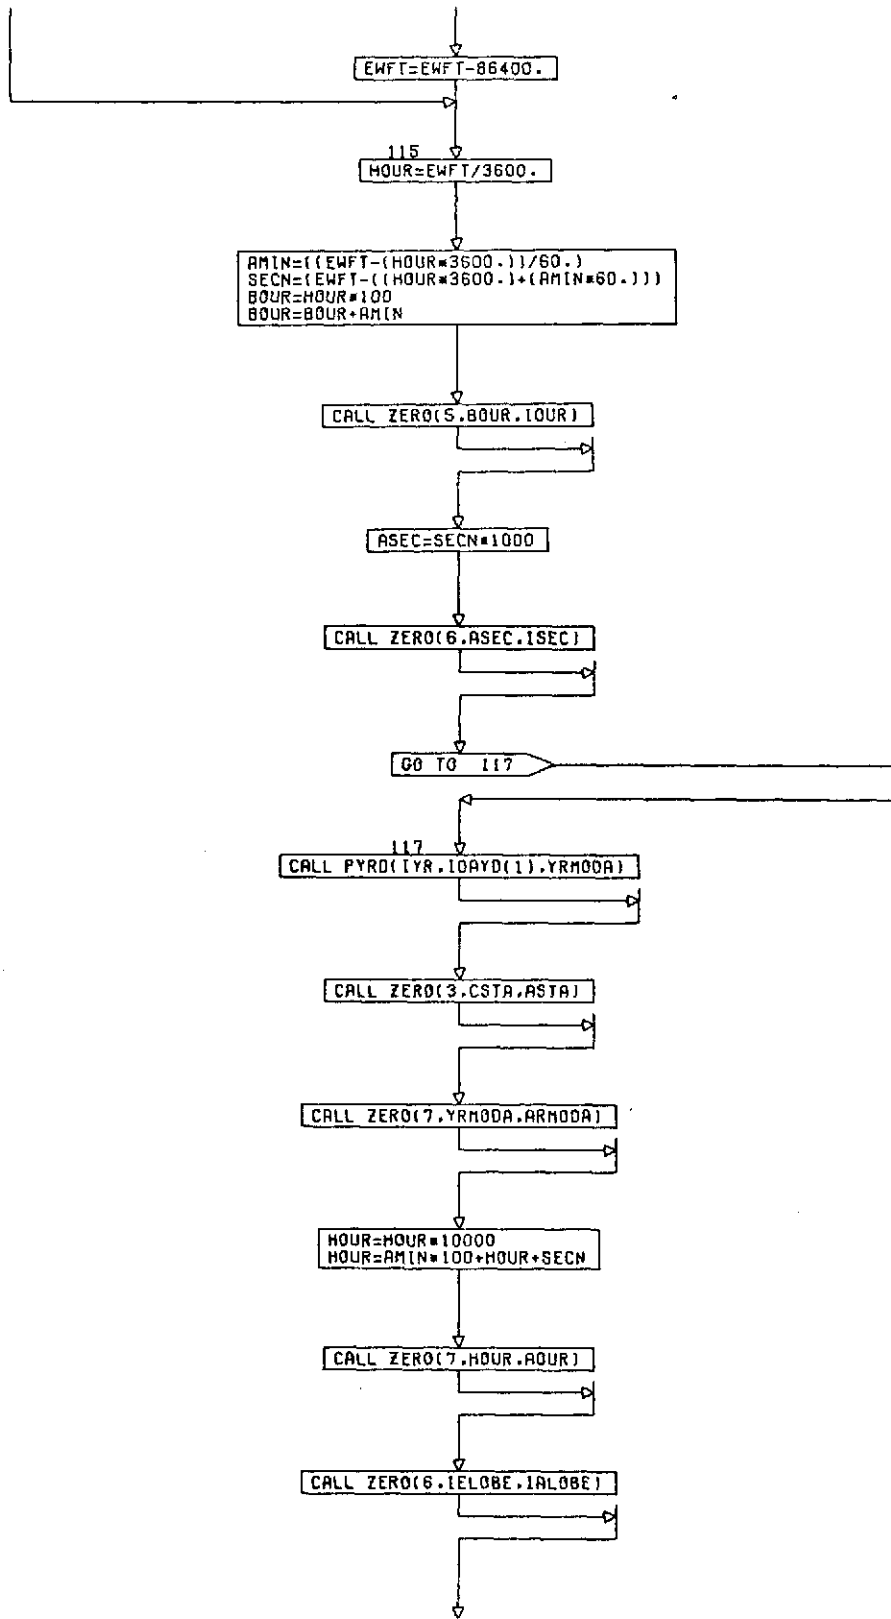 EWFT=EWFT-86400.
115
HOUR=EWFT/3600.
AMIN=((EWFT-(HOUR*3600.))/60.)
SECN=(EWFT-((HOUR*3600.)+(AMIN*60.)))
BOUR=HOUR*100
BOUR=BOUR+AMIN
CALL ZERO(5,BOUR,IOUR)
ASEC=SECN*1000
CALL ZERO(6,ASEC,ISEC)
GO TO 117
117
CALL PYRD(IYR,IDAYD(1),YRMODA)
CALL ZERO(3,CSTA,ASTA)
CALL ZERO(7,YRMODA,ARMODA)
HOUR=HOUR*10000
HOUR=AMIN*100+HOUR+SECN
CALL ZERO(7,HOUR,AOUR)
CALL ZERO(6,IELOBE,IALOBE)